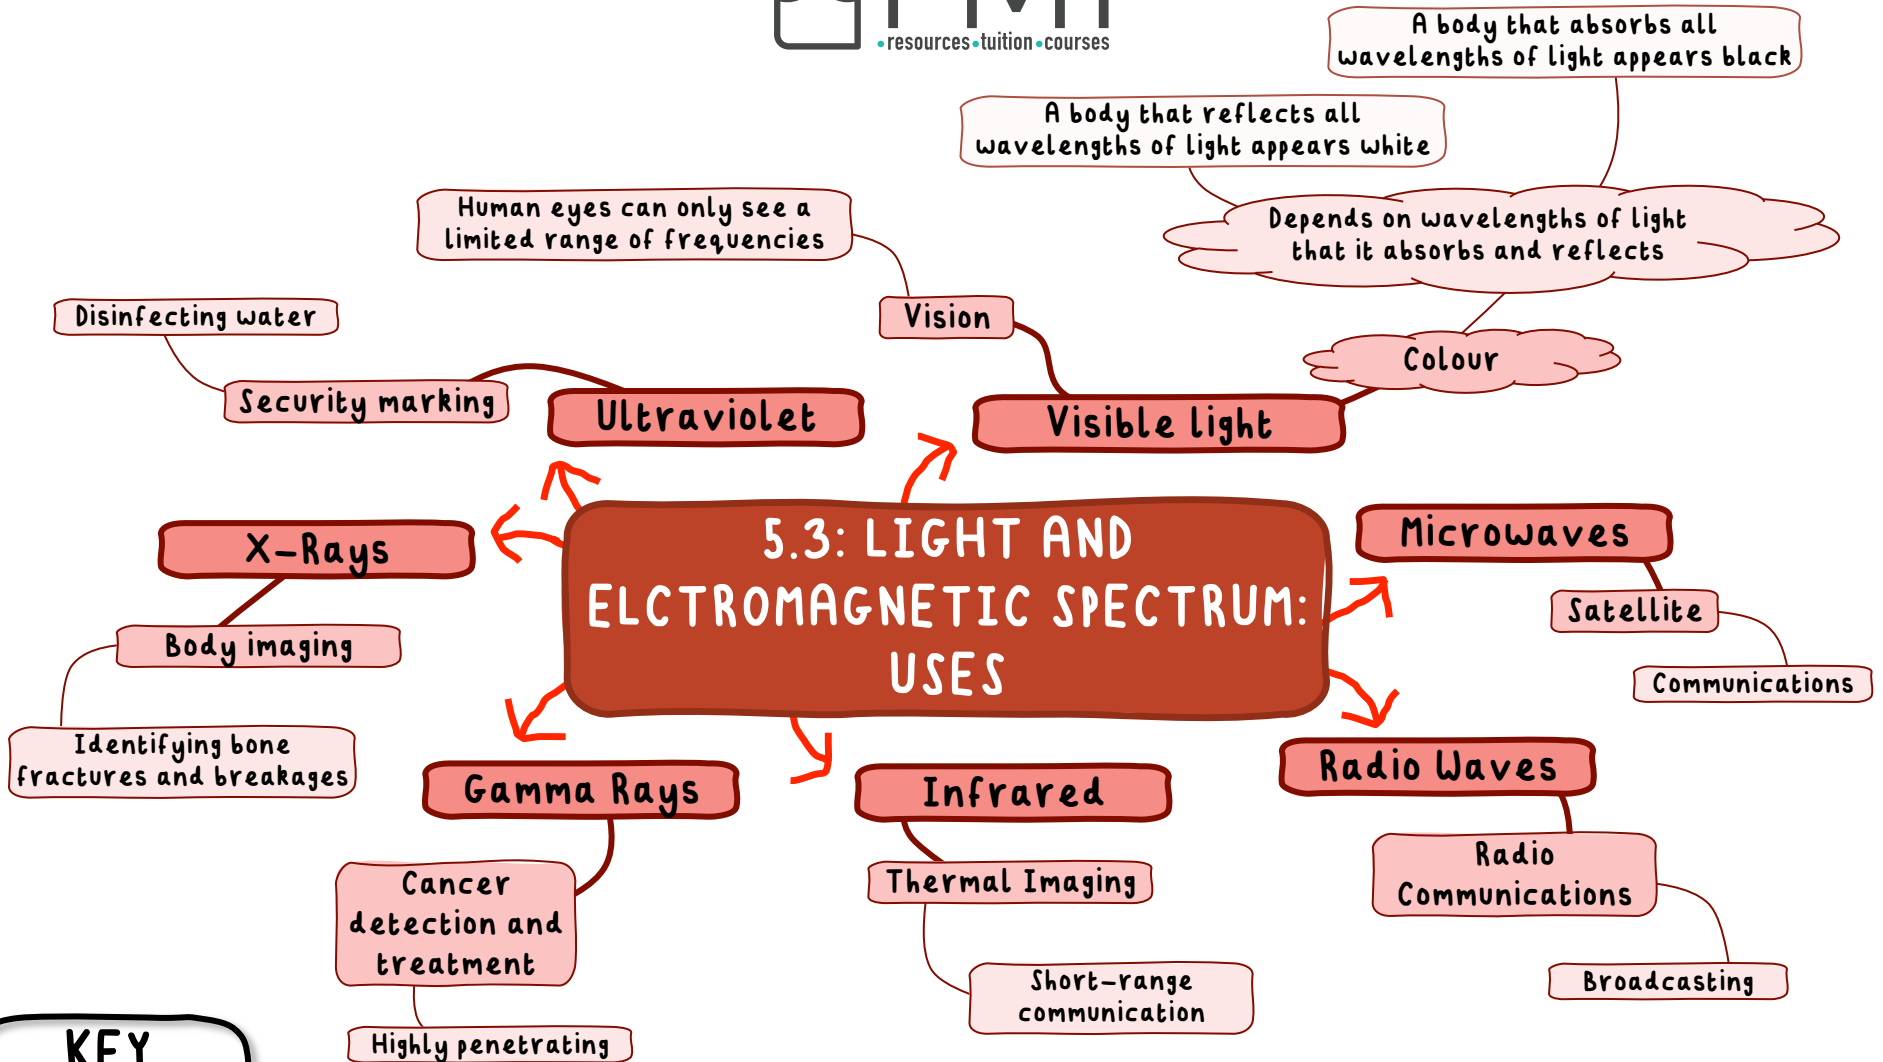 •resources•tuition•courses
A body that absorbs all
wavelengths of light appears black
A body that reflects all
wavelengths of light appears white
Human eyes can only see a
limited range of frequencies
Depends on wavelengths of light
that it absorbs and reflects
Disinfecting water
Vision
Colour
Security marking
Ultraviolet
Visible light
5.3: LIGHT AND
ELCTROMAGNETIC SPECTRUM:
USES
X-Rays
Microwaves
Satellite
Body imaging
Communications
Identifying bone
fractures and breakages
Gamma Rays
Infrared
Radio Waves
Cancer
detection and
treatment
Thermal Imaging
Radio
Communications
Short-range
communication
Broadcasting
Highly penetrating
KEY